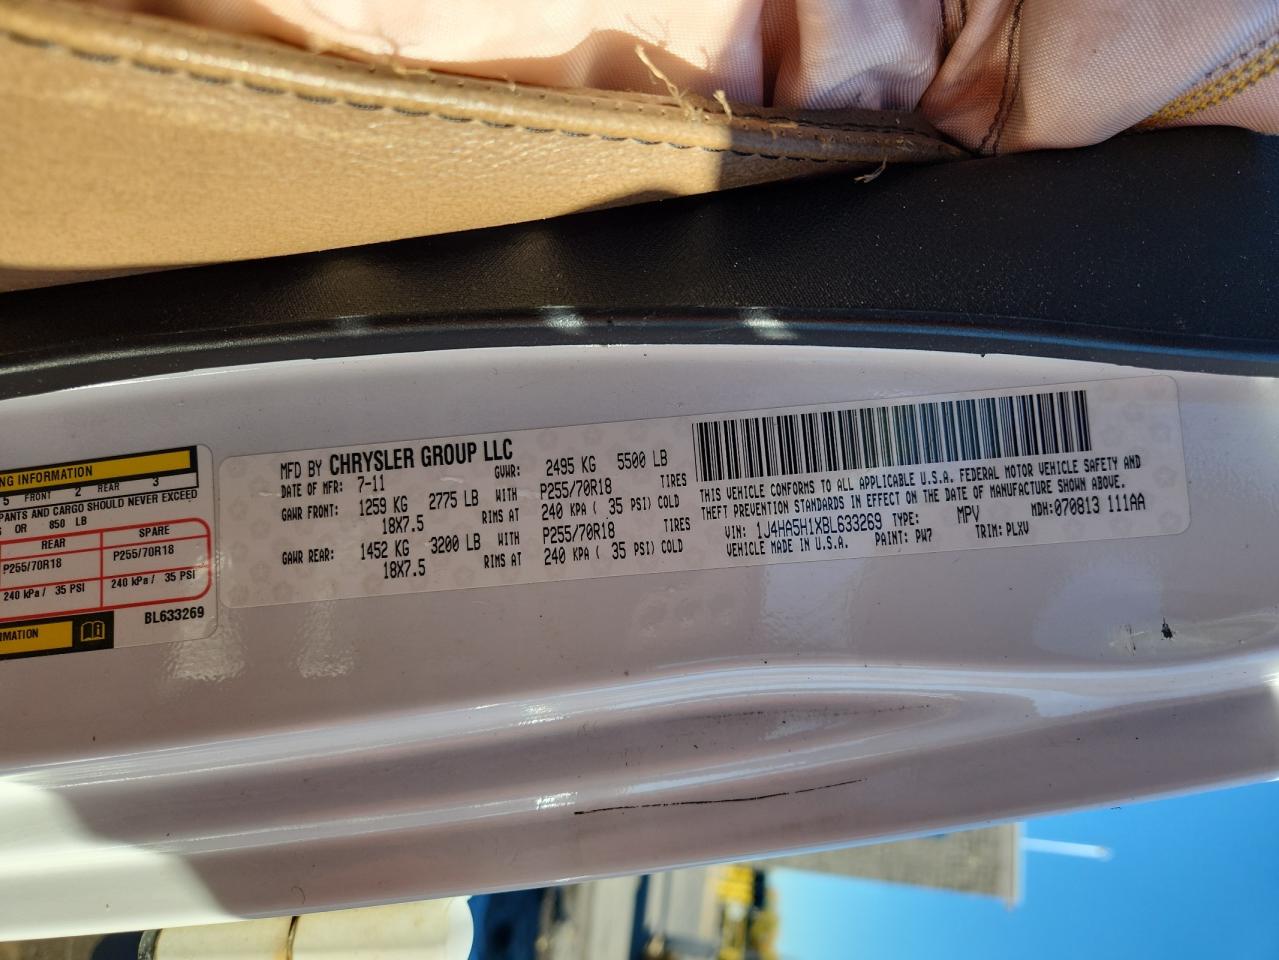 NG INFORMATION
5 FRONT 2 REAR 3
PANTS AND CARGO SHOULD NEVER EXCEED
OR 850 LB
REAR SPARE
P255/70R18 P255/70R18
240 kPa / 35 PSI 240 kPa / 35 PSI
BL633269
RMATION
MFD BY CHRYSLER GROUP LLC
DATE OF MFR: 7-11 GVWR: 2495 KG 5500 LB
GAWR FRONT: 1259 KG 2775 LB WITH P255/70R18 TIRES
18X7.5 RIMS AT 240 KPA ( 35 PSI) COLD
GAWR REAR: 1452 KG 3200 LB WITH P255/70R18 TIRES
18X7.5 RIMS AT 240 KPA ( 35 PSI) COLD
THIS VEHICLE CONFORMS TO ALL APPLICABLE U.S.A. FEDERAL MOTOR VEHICLE SAFETY AND
THEFT PREVENTION STANDARDS IN EFFECT ON THE DATE OF MANUFACTURE SHOWN ABOVE.
VIN: 1J4HA5H1XBL633269 TYPE: MPV MDH:070813 111AA
VEHICLE MADE IN U.S.A. PAINT: PW7 TRIM: PLXV